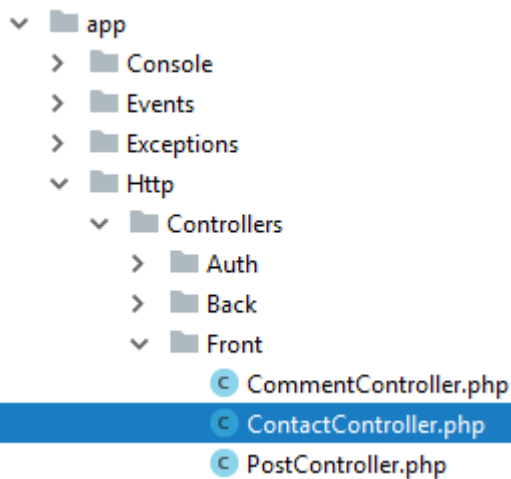 app
Console
Events
Exceptions
Http
Controllers
Auth
Back
Front
C CommentController.php
C ContactController.php
C PostController.php